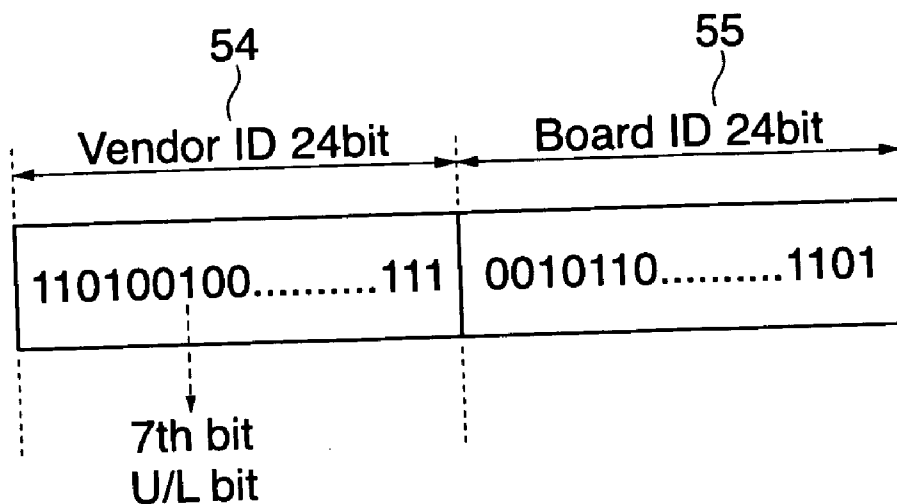 54
55
Vendor ID 24bit
Board ID 24bit
110100100..........111
0010110..........1101
7th bit
U/L bit